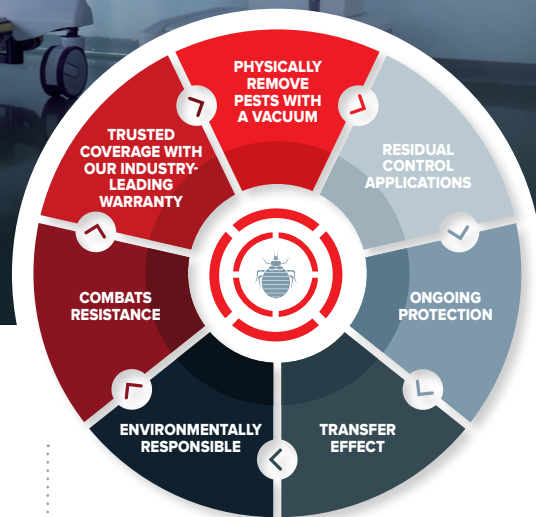 PHYSICALLY
REMOVE
PESTS WITH
A VACUUM
RESIDUAL
CONTROL
APPLICATIONS
ONGOING
PROTECTION
TRANSFER
EFFECT
ENVIRONMENTALLY
RESPONSIBLE
COMBATS
RESISTANCE
TRUSTED
COVERAGE WITH
OUR INDUSTRY-
LEADING
WARRANTY